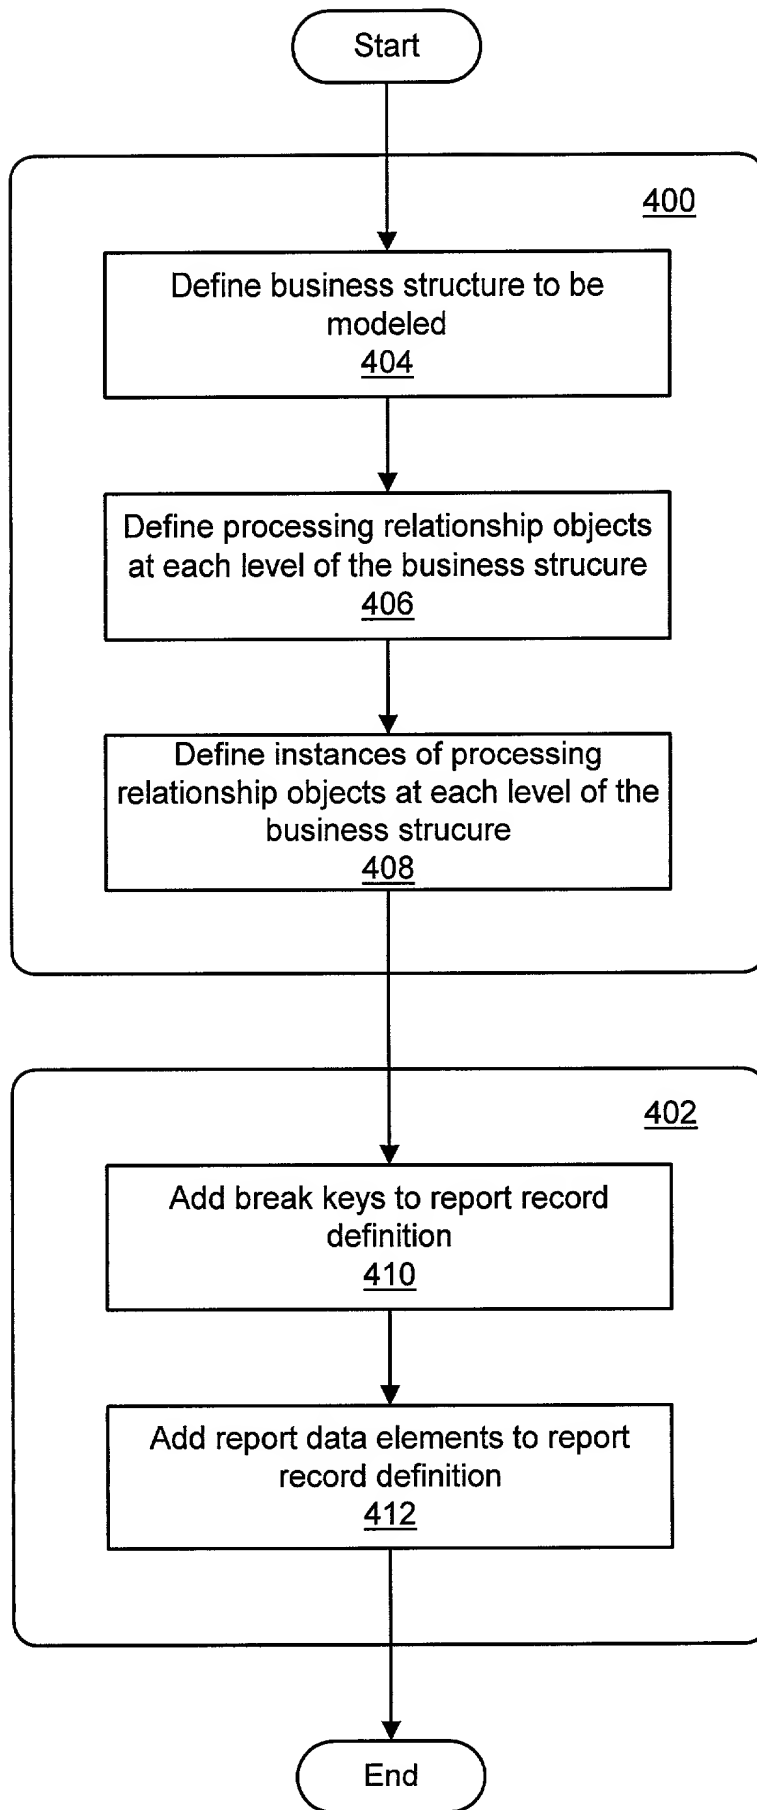 Start
400
Define business structure to be
modeled
404
Define processing relationship objects
at each level of the business strucure
406
Define instances of processing
relationship objects at each level of the
business strucure
408
402
Add break keys to report record
definition
410
Add report data elements to report
record definition
412
End